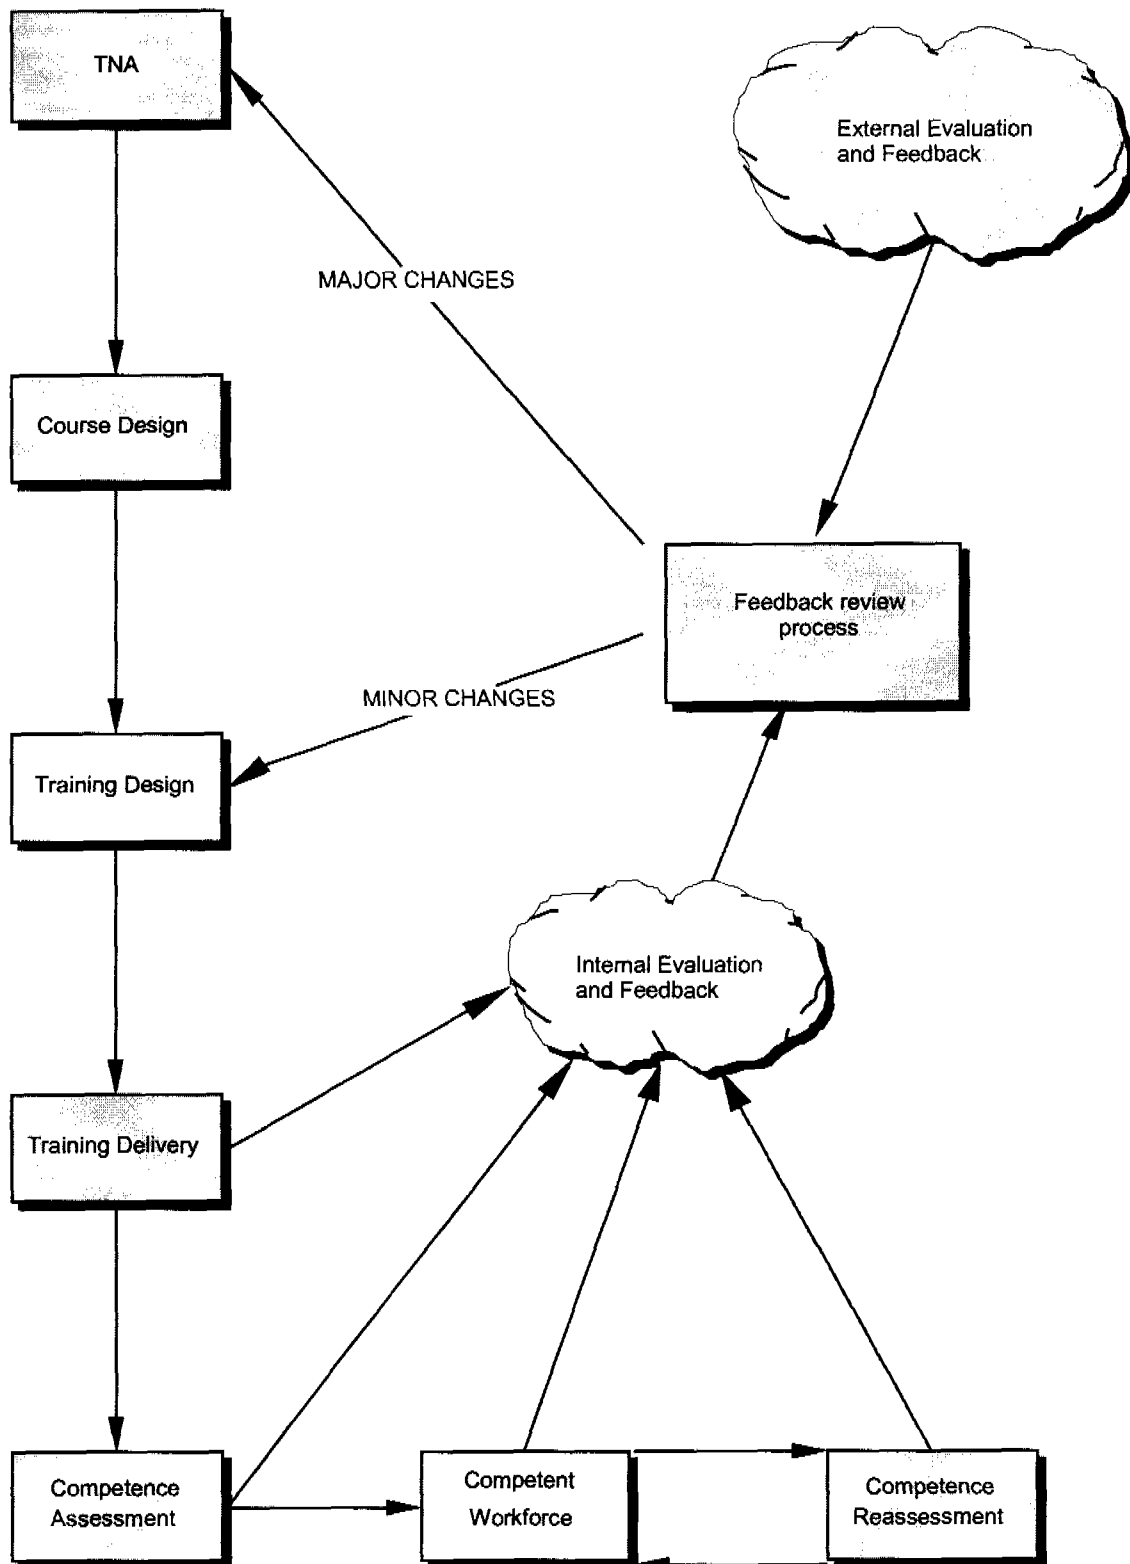 TNA
External Evaluation
and Feedback
MAJOR CHANGES
Course Design
Feedback review
process
MINOR CHANGES
Training Design
Internal Evaluation
and Feedback
Training Delivery
Competence
Assessment
Competent
Workforce
Competence
Reassessment